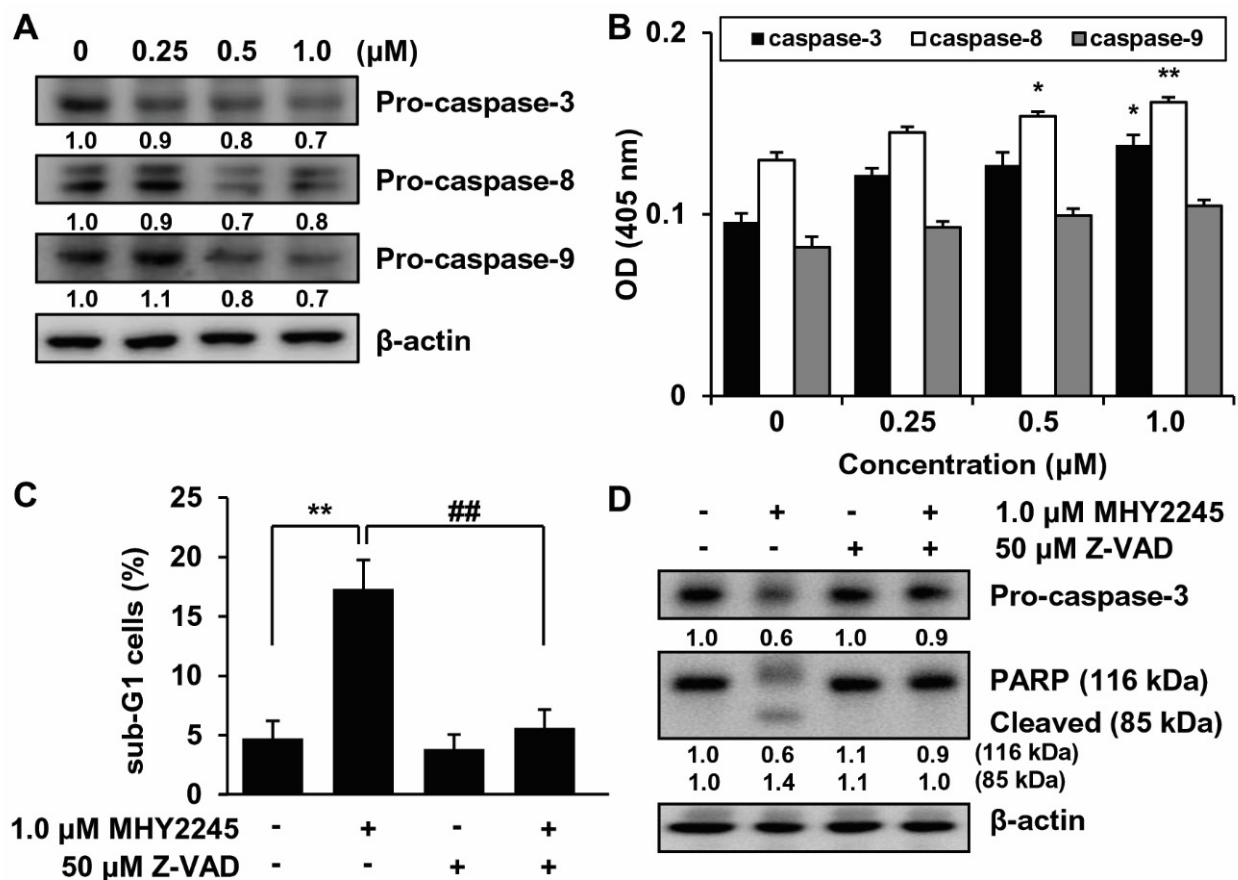 A
0 0.25 0.5 1.0 (µM)
Pro-caspase-3
1.0 0.9 0.8 0.7
Pro-caspase-8
1.0 0.9 0.7 0.8
Pro-caspase-9
1.0 1.1 0.8 0.7
β-actin
B
0.2
caspase-3 caspase-8 caspase-9
* * **
0.1
0
OD (405 nm)
0 0.25 0.5 1.0
Concentration (µM)
C
25
20
15
10
5
0
sub-G1 cells (%)
** ##
1.0 µM MHY2245 - + - +
50 µM Z-VAD - - + +
D
- + - + 1.0 µM MHY2245
- - + + 50 µM Z-VAD
Pro-caspase-3
1.0 0.6 1.0 0.9
PARP (116 kDa)
Cleaved (85 kDa)
1.0 0.6 1.1 0.9 (116 kDa)
1.0 1.4 1.1 1.0 (85 kDa)
β-actin